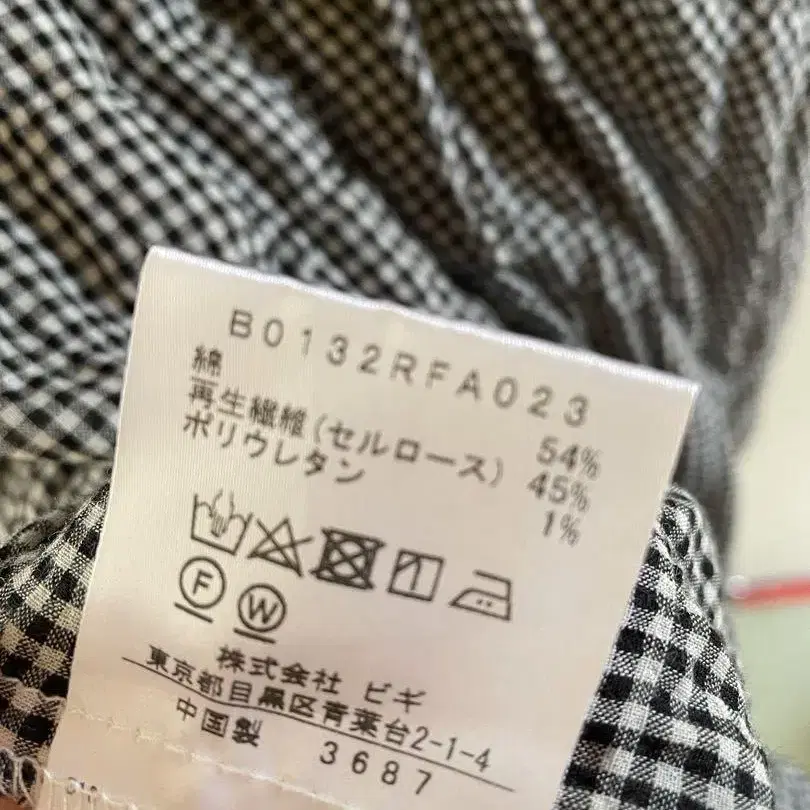 B0132RFA023
綿 54%
再生繊維(セルロース) 45%
ポリウレタン 1%
F W
株式会社 ビギ
東京都目黒区青葉台2-1-4
中国製 3687